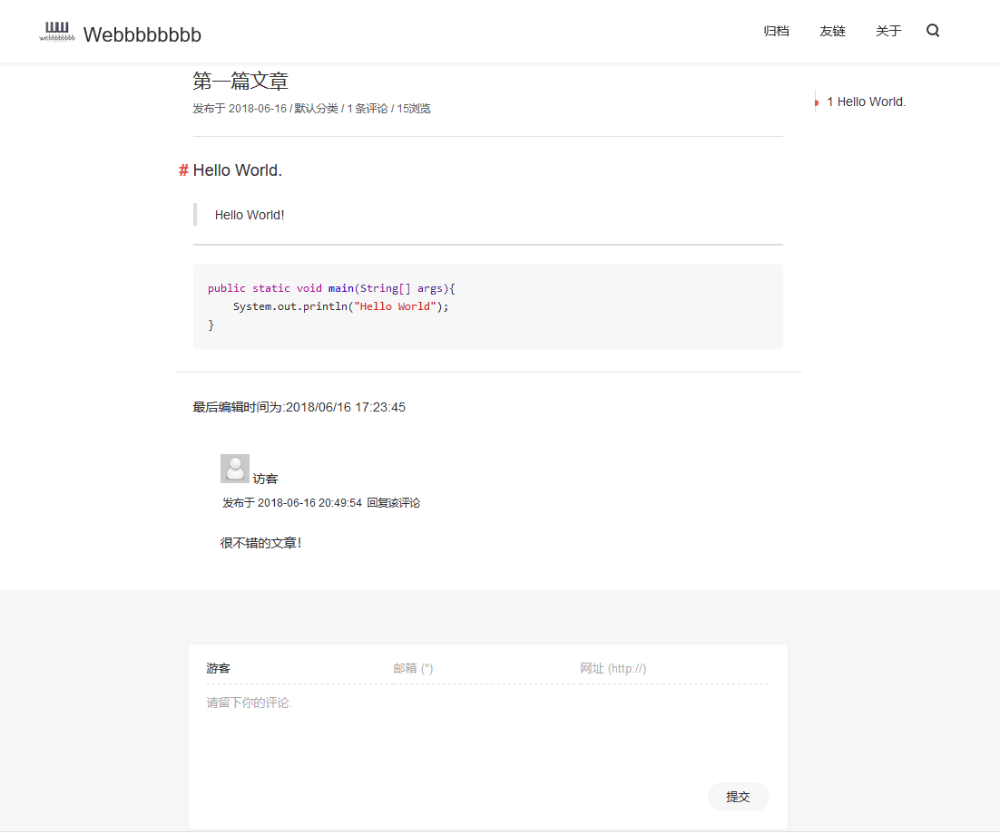 webbbbbbbb
Webbbbbbbb
归档 友链 关于
第一篇文章
发布于 2018-06-16 / 默认分类 / 1 条评论 / 15浏览
1 Hello World.
# Hello World.
Hello World!
public static void main(String[] args){
    System.out.println("Hello World");
}
最后编辑时间为:2018/06/16 17:23:45
访客
发布于 2018-06-16 20:49:54 回复该评论
很不错的文章!
游客 邮箱 (*) 网址 (http://)
请留下你的评论.
提交